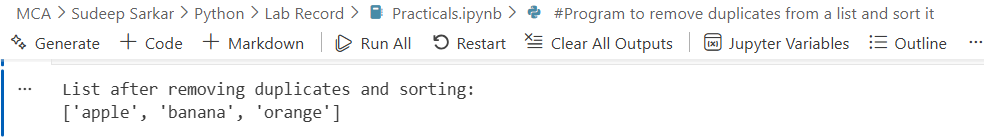 MCA > Sudeep Sarkar > Python > Lab Record > Practicals.ipynb > #Program to remove duplicates from a list and sort it
Generate + Code + Markdown | Run All Restart Clear All Outputs | Jupyter Variables Outline ...
... List after removing duplicates and sorting:
['apple', 'banana', 'orange']